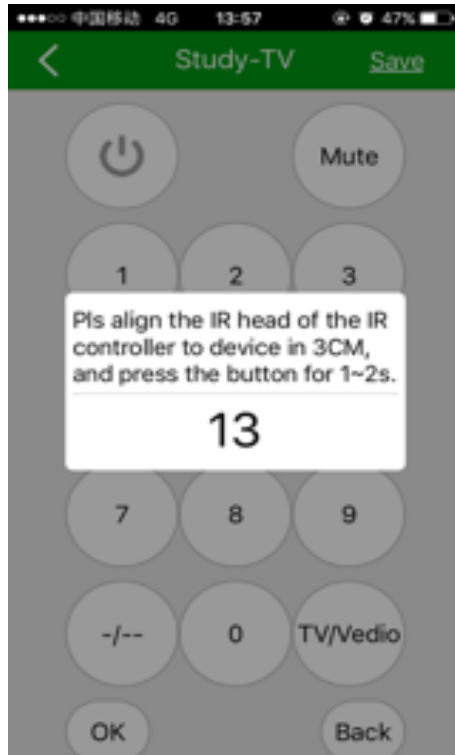 中国移动 4G 13:57 47%
Study-TV Save
Mute
1 2 3
Pls align the IR head of the IR
controller to device in 3CM,
and press the button for 1~2s.
13
7 8 9
-/-- 0 TV/Vedio
OK Back